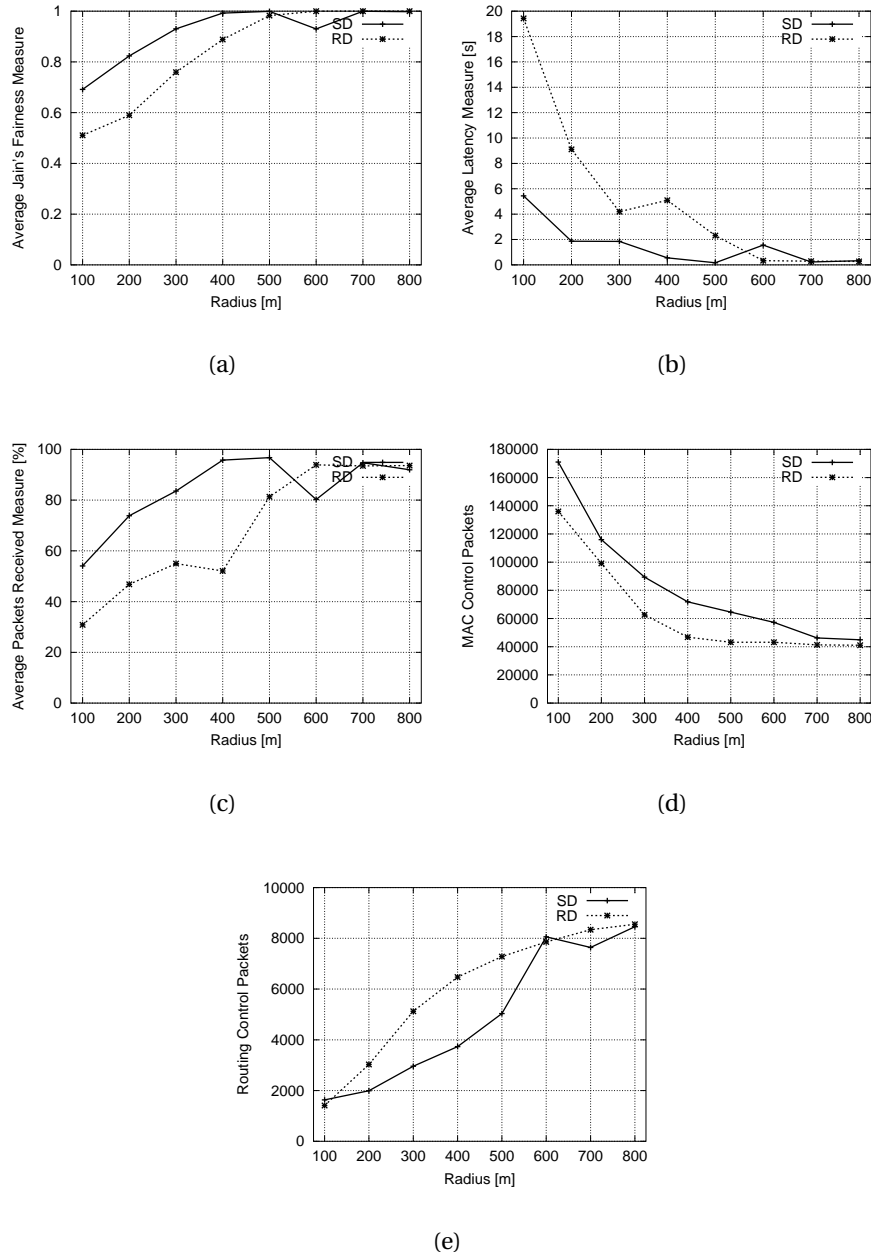 1
0.8
0.6
0.4
0.2
0
100 200 300 400 500 600 700 800
Average Jain's Fairness Measure
Radius [m]
SD
RD
(a)
20
18
16
14
12
10
8
6
4
2
0
100 200 300 400 500 600 700 800
Average Latency Measure [s]
Radius [m]
SD
RD
(b)
100
80
60
40
20
0
100 200 300 400 500 600 700 800
Average Packets Received Measure [%]
Radius [m]
SD
RD
(c)
180000
160000
140000
120000
100000
80000
60000
40000
20000
0
100 200 300 400 500 600 700 800
MAC Control Packets
Radius [m]
SD
RD
(d)
10000
8000
6000
4000
2000
0
100 200 300 400 500 600 700 800
Routing Control Packets
Radius [m]
SD
RD
(e)